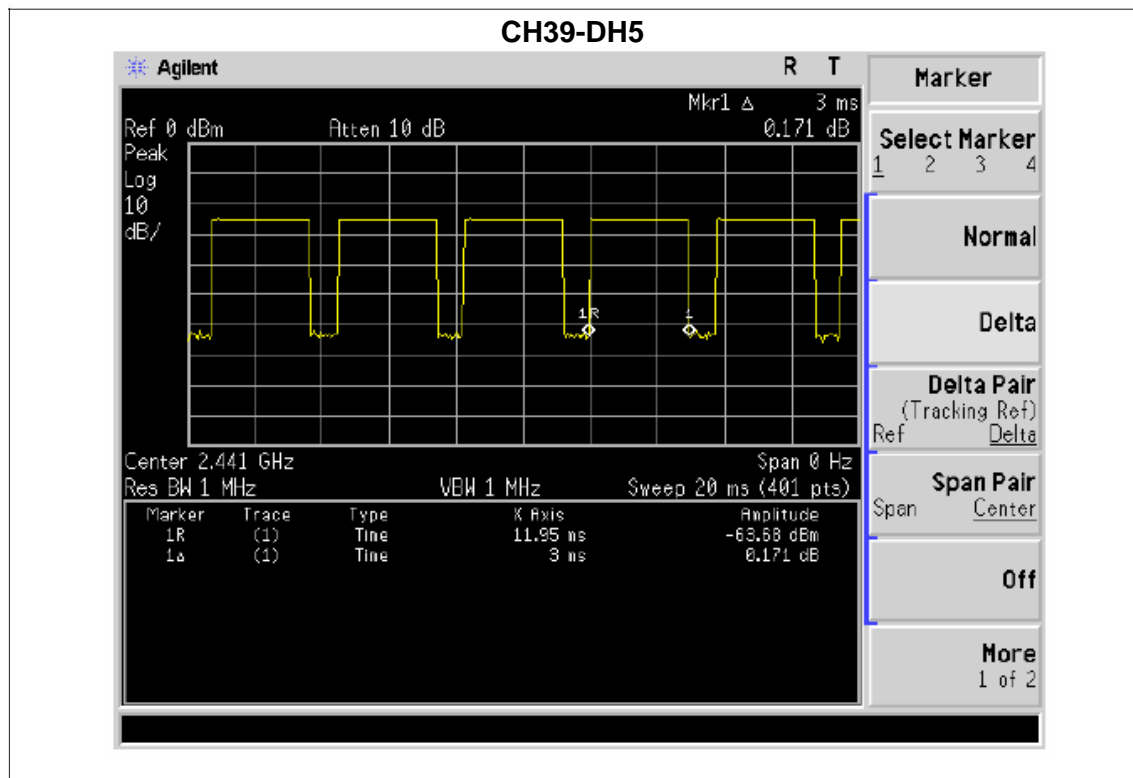 CH39-DH5
Agilent R T
Mkr1 Δ 3 ms
Ref 0 dBm Atten 10 dB 0.171 dB
Peak
Log
10
dB/
1R 1
Center 2.441 GHz Span 0 Hz
Res BW 1 MHz VBW 1 MHz Sweep 20 ms (401 pts)
Marker Trace Type X Axis Amplitude
1R (1) Time 11.95 ms -63.68 dBm
1Δ (1) Time 3 ms 0.171 dB
Marker
Select Marker
1 2 3 4
Normal
Delta
Delta Pair
(Tracking Ref)
Ref Delta
Span Pair
Span Center
Off
More
1 of 2